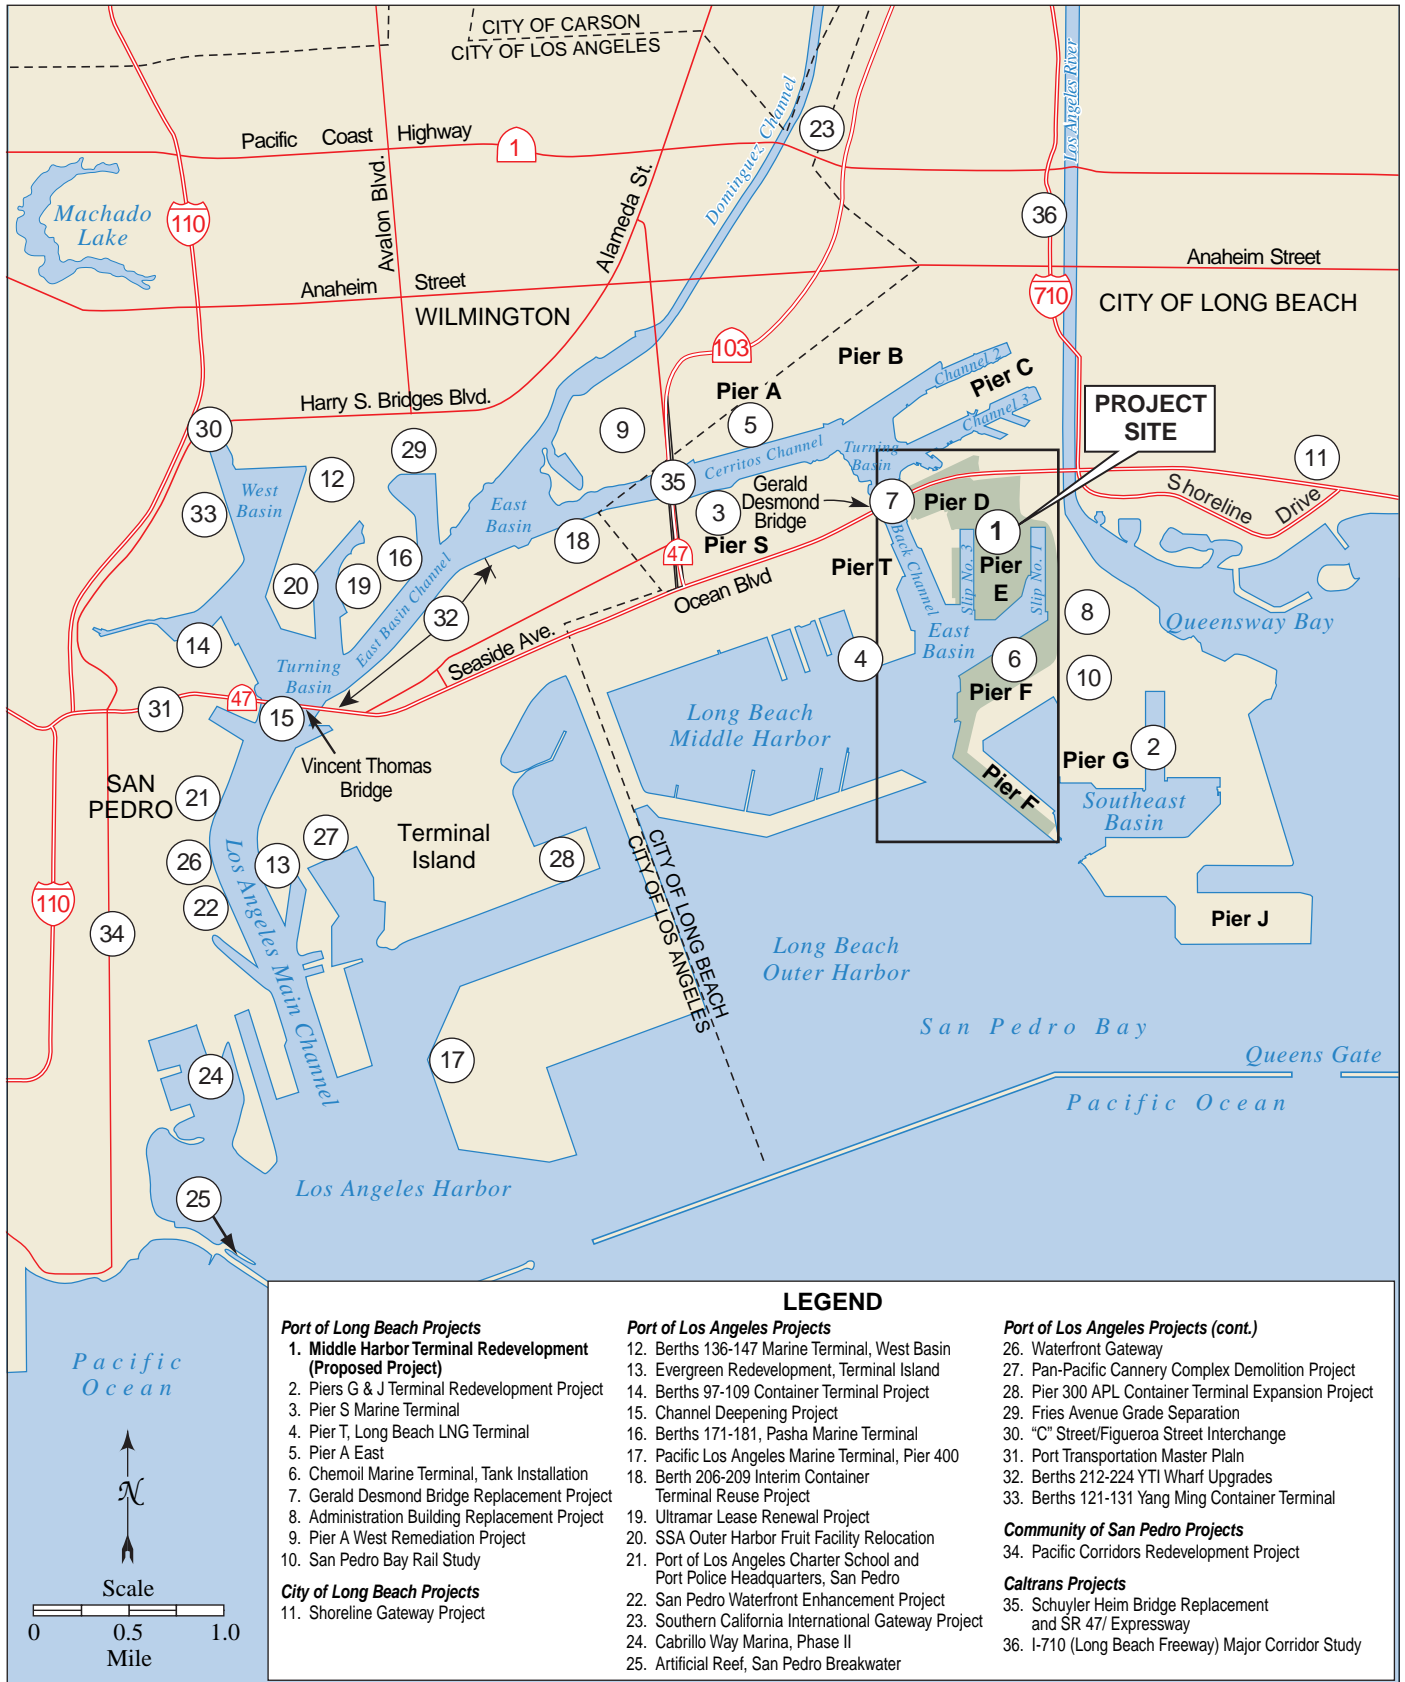 CITY OF CARSON
CITY OF LOS ANGELES
Pacific Coast Highway
1
23
Dominguez Channel
Los Angeles River
Machado
Lake
110
Avalon Blvd.
Alameda St.
36
Anaheim Street
Anaheim Street
WILMINGTON
710
CITY OF LONG BEACH
103
Pier B
Channel 2
Pier C
Channel 3
Pier A
5
Harry S. Bridges Blvd.
30
29
9
PROJECT
SITE
12
West
Basin
33
35
Cerritos Channel
Turning
Basin
11
Shoreline Drive
East
Basin
3
Gerald
Desmond
Bridge
7
Pier D
1
18
Pier S
47
Back Channel
Slip No. 3
Pier
E
Slip No. 1
16
20
19
East Basin Channel
32
Ocean Blvd
Pier T
8
Queensway Bay
14
Seaside Ave.
East
Basin
4
6
10
Turning
Basin
31
47
15
Pier F
Long Beach
Middle Harbor
Pier G
2
Vincent Thomas
Bridge
SAN
PEDRO
21
Pier F
Southeast
Basin
27
Terminal
Island
26
13
28
Los Angeles Main Channel
CITY OF LONG BEACH
CITY OF LOS ANGELES
110
22
34
Pier J
Long Beach
Outer Harbor
San Pedro Bay
17
24
Queens Gate
Pacific Ocean
Los Angeles Harbor
25
Pacific
Ocean
N
Scale
0 0.5 1.0
Mile
LEGEND
Port of Long Beach Projects
1. Middle Harbor Terminal Redevelopment
(Proposed Project)
2. Piers G & J Terminal Redevelopment Project
3. Pier S Marine Terminal
4. Pier T, Long Beach LNG Terminal
5. Pier A East
6. Chemoil Marine Terminal, Tank Installation
7. Gerald Desmond Bridge Replacement Project
8. Administration Building Replacement Project
9. Pier A West Remediation Project
10. San Pedro Bay Rail Study
City of Long Beach Projects
11. Shoreline Gateway Project
Port of Los Angeles Projects
12. Berths 136-147 Marine Terminal, West Basin
13. Evergreen Redevelopment, Terminal Island
14. Berths 97-109 Container Terminal Project
15. Channel Deepening Project
16. Berths 171-181, Pasha Marine Terminal
17. Pacific Los Angeles Marine Terminal, Pier 400
18. Berth 206-209 Interim Container
Terminal Reuse Project
19. Ultramar Lease Renewal Project
20. SSA Outer Harbor Fruit Facility Relocation
21. Port of Los Angeles Charter School and
Port Police Headquarters, San Pedro
22. San Pedro Waterfront Enhancement Project
23. Southern California International Gateway Project
24. Cabrillo Way Marina, Phase II
25. Artificial Reef, San Pedro Breakwater
Port of Los Angeles Projects (cont.)
26. Waterfront Gateway
27. Pan-Pacific Cannery Complex Demolition Project
28. Pier 300 APL Container Terminal Expansion Project
29. Fries Avenue Grade Separation
30. “C” Street/Figueroa Street Interchange
31. Port Transportation Master Plain
32. Berths 212-224 YTI Wharf Upgrades
33. Berths 121-131 Yang Ming Container Terminal
Community of San Pedro Projects
34. Pacific Corridors Redevelopment Project
Caltrans Projects
35. Schuyler Heim Bridge Replacement
and SR 47/ Expressway
36. I-710 (Long Beach Freeway) Major Corridor Study